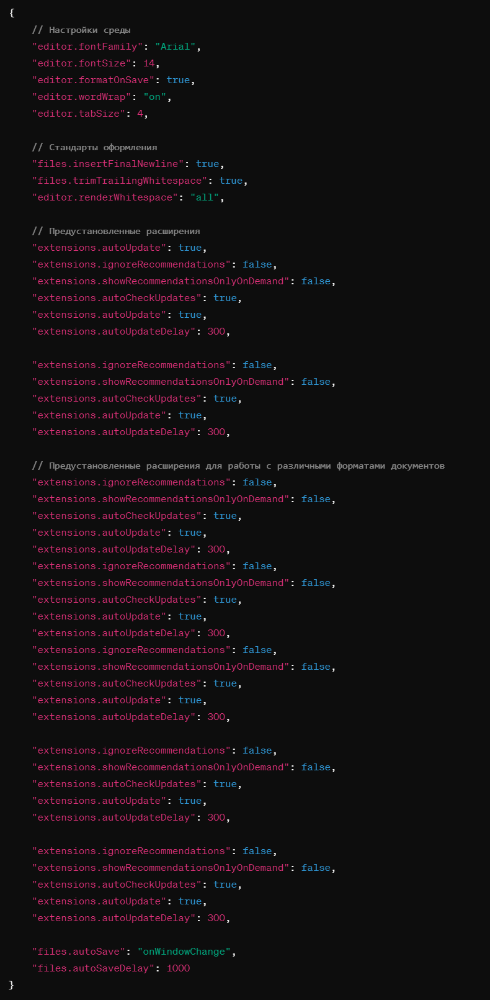 {
    // Настройки среды
    "editor.fontFamily": "Arial",
    "editor.fontSize": 14,
    "editor.formatOnSave": true,
    "editor.wordWrap": "on",
    "editor.tabSize": 4,

    // Стандарты оформления
    "files.insertFinalNewline": true,
    "files.trimTrailingWhitespace": true,
    "editor.renderWhitespace": "all",

    // Предустановленные расширения
    "extensions.autoUpdate": true,
    "extensions.ignoreRecommendations": false,
    "extensions.showRecommendationsOnlyOnDemand": false,
    "extensions.autoCheckUpdates": true,
    "extensions.autoUpdate": true,
    "extensions.autoUpdateDelay": 300,

    "extensions.ignoreRecommendations": false,
    "extensions.showRecommendationsOnlyOnDemand": false,
    "extensions.autoCheckUpdates": true,
    "extensions.autoUpdate": true,
    "extensions.autoUpdateDelay": 300,

    // Предустановленные расширения для работы с различными форматами документов
    "extensions.ignoreRecommendations": false,
    "extensions.showRecommendationsOnlyOnDemand": false,
    "extensions.autoCheckUpdates": true,
    "extensions.autoUpdate": true,
    "extensions.autoUpdateDelay": 300,
    "extensions.ignoreRecommendations": false,
    "extensions.showRecommendationsOnlyOnDemand": false,
    "extensions.autoCheckUpdates": true,
    "extensions.autoUpdate": true,
    "extensions.autoUpdateDelay": 300,
    "extensions.ignoreRecommendations": false,
    "extensions.showRecommendationsOnlyOnDemand": false,
    "extensions.autoCheckUpdates": true,
    "extensions.autoUpdate": true,
    "extensions.autoUpdateDelay": 300,

    "extensions.ignoreRecommendations": false,
    "extensions.showRecommendationsOnlyOnDemand": false,
    "extensions.autoCheckUpdates": true,
    "extensions.autoUpdate": true,
    "extensions.autoUpdateDelay": 300,

    "extensions.ignoreRecommendations": false,
    "extensions.showRecommendationsOnlyOnDemand": false,
    "extensions.autoCheckUpdates": true,
    "extensions.autoUpdate": true,
    "extensions.autoUpdateDelay": 300,

    "files.autoSave": "onWindowChange",
    "files.autoSaveDelay": 1000
}